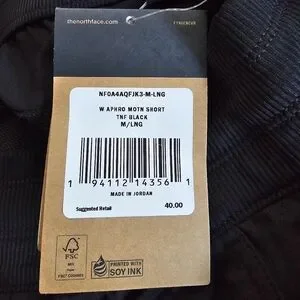 thenorthface.com
NF0A4AQFJK3-M-LNG
W APHRO MOTN SHORT
TNF BLACK
M/LNG
1 94112 14356 1
MADE IN JORDAN
Suggested Retail 40.00
FSC
MIX
PRINTED WITH
SOY INK